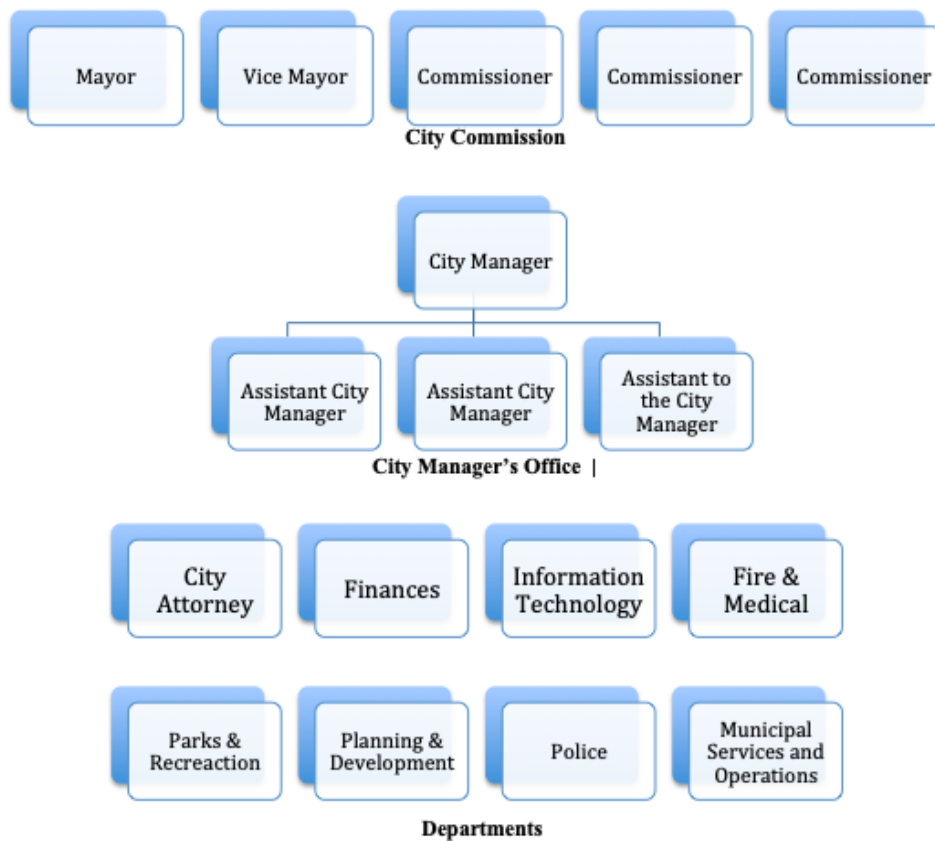 Mayor
Vice Mayor
Commissioner
Commissioner
Commissioner
City Commission
City Manager
Assistant City
Manager
Assistant City
Manager
Assistant to
the City
Manager
City Manager’s Office |
City
Attorney
Finances
Information
Technology
Fire &
Medical
Parks &
Recreaction
Planning &
Development
Police
Municipal
Services and
Operations
Departments